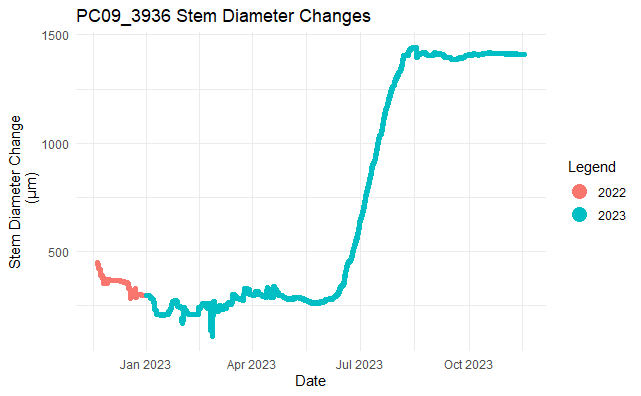 PC09_3936 Stem Diameter Changes
1500
1000
500
Stem Diameter Change
(μm)
Jan 2023
Apr 2023
Jul 2023
Oct 2023
Date
Legend
2022
2023